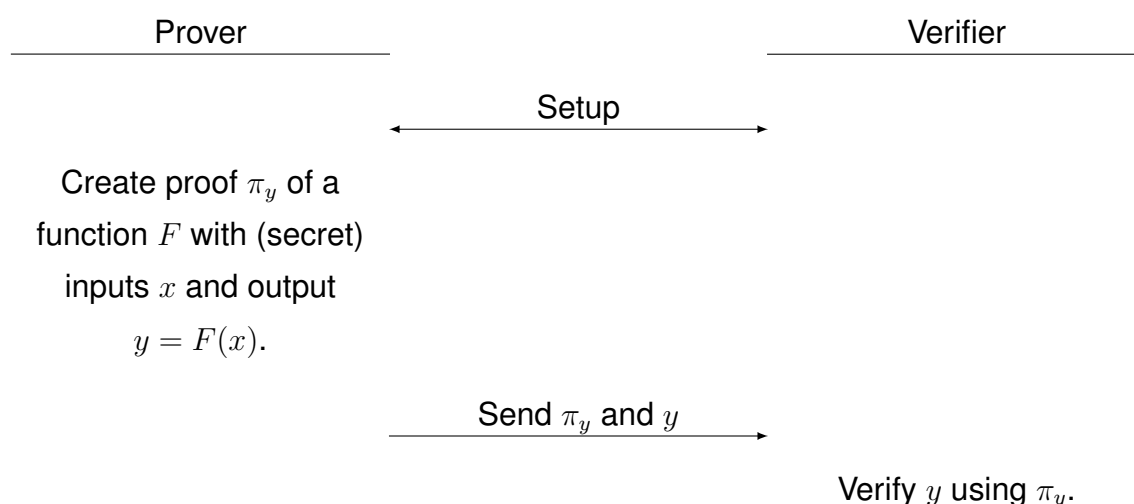 Prover
Verifier
Setup
Create proof π_y of a
function F with (secret)
inputs x and output
y = F(x).
Send π_y and y
Verify y using π_y.